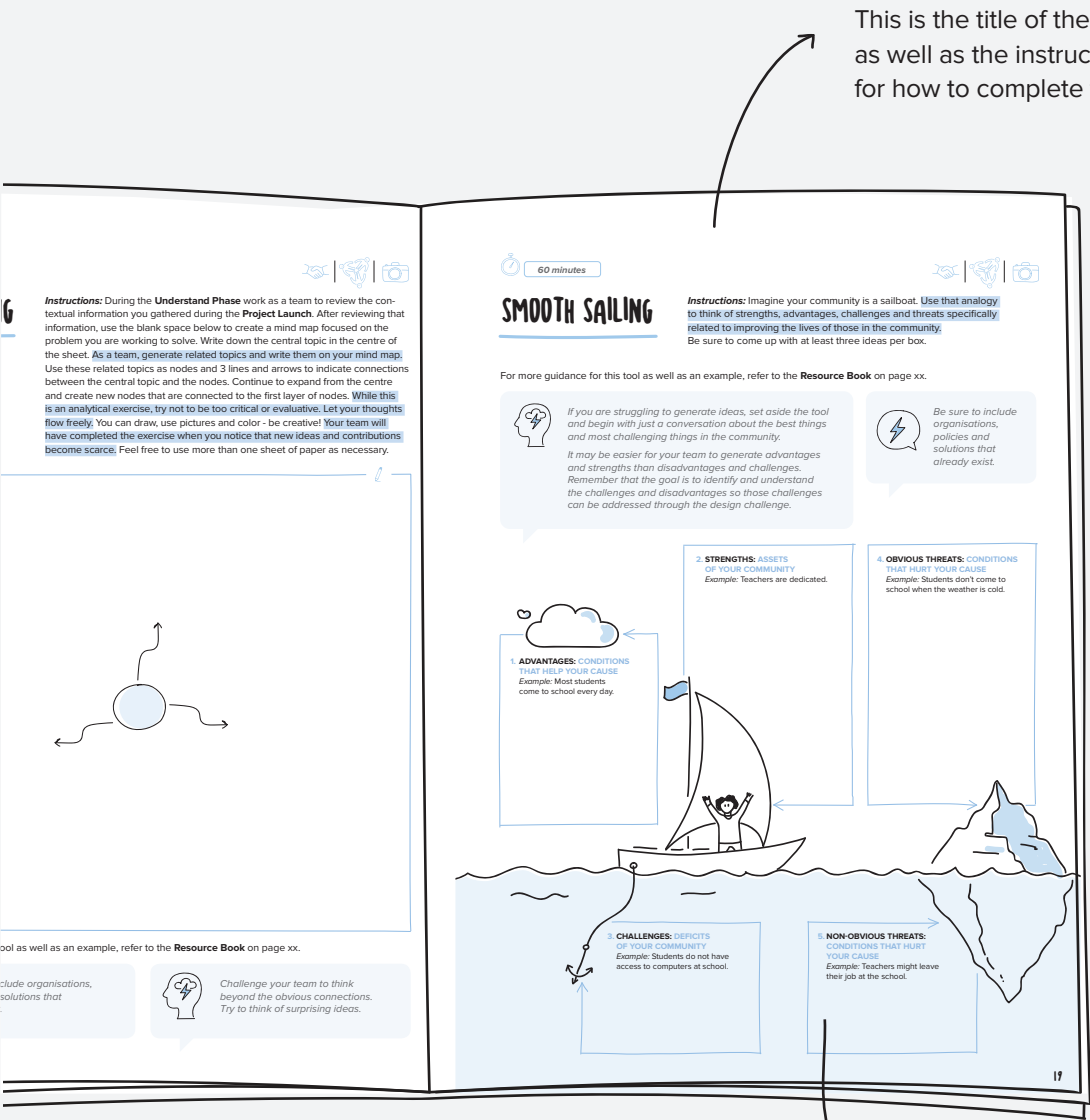 This is the title of the
as well as the instruc
for how to complete
G
Instructions: During the Understand Phase work as a team to review the con-
textual information you gathered during the Project Launch. After reviewing that
information, use the blank space below to create a mind map focused on the
problem you are working to solve. Write down the central topic in the centre of
the sheet. As a team, generate related topics and write them on your mind map.
Use these related topics as nodes and 3 lines and arrows to indicate connections
between the central topic and the nodes. Continue to expand from the centre
and create new nodes that are connected to the first layer of nodes. While this
is an analytical exercise, try not to be too critical or evaluative. Let your thoughts
flow freely. You can draw, use pictures and color - be creative! Your team will
have completed the exercise when you notice that new ideas and contributions
become scarce. Feel free to use more than one sheet of paper as necessary.
ool as well as an example, refer to the Resource Book on page xx.
clude organisations,
solutions that
.
Challenge your team to think
beyond the obvious connections.
Try to think of surprising ideas.
60 minutes
SMOOTH SAILING
Instructions: Imagine your community is a sailboat. Use that analogy
to think of strengths, advantages, challenges and threats specifically
related to improving the lives of those in the community.
Be sure to come up with at least three ideas per box.
For more guidance for this tool as well as an example, refer to the Resource Book on page xx.
If you are struggling to generate ideas, set aside the tool
and begin with just a conversation about the best things
and most challenging things in the community.
It may be easier for your team to generate advantages
and strengths than disadvantages and challenges.
Remember that the goal is to identify and understand
the challenges and disadvantages so those challenges
can be addressed through the design challenge.
Be sure to include
organisations,
policies and
solutions that
already exist.
1. ADVANTAGES: CONDITIONS
THAT HELP YOUR CAUSE
Example: Most students
come to school every day.
2. STRENGTHS: ASSETS
OF YOUR COMMUNITY
Example: Teachers are dedicated.
4. OBVIOUS THREATS: CONDITIONS
THAT HURT YOUR CAUSE
Example: Students don't come to
school when the weather is cold.
3. CHALLENGES: DEFICITS
OF YOUR COMMUNITY
Example: Students do not have
access to computers at school.
5. NON-OBVIOUS THREATS:
CONDITIONS THAT HURT
YOUR CAUSE
Example: Teachers might leave
their job at the school.
19